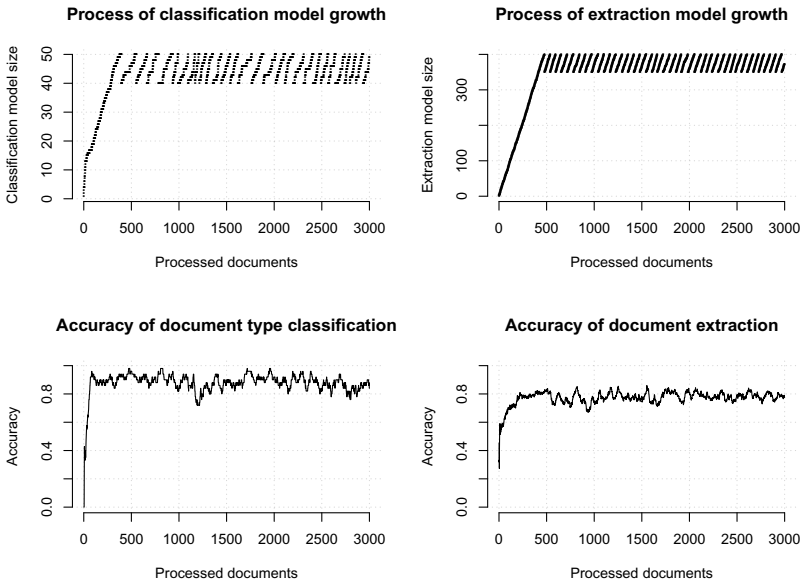 Process of classification model growth
Classification model size
50
40
30
20
10
0
0 500 1000 1500 2000 2500 3000
Processed documents
Process of extraction model growth
Extraction model size
300
100
0
0 500 1000 1500 2000 2500 3000
Processed documents
Accuracy of document type classification
Accuracy
0.8
0.4
0.0
0 500 1000 1500 2000 2500 3000
Processed documents
Accuracy of document extraction
Accuracy
0.8
0.4
0.0
0 500 1000 1500 2000 2500 3000
Processed documents